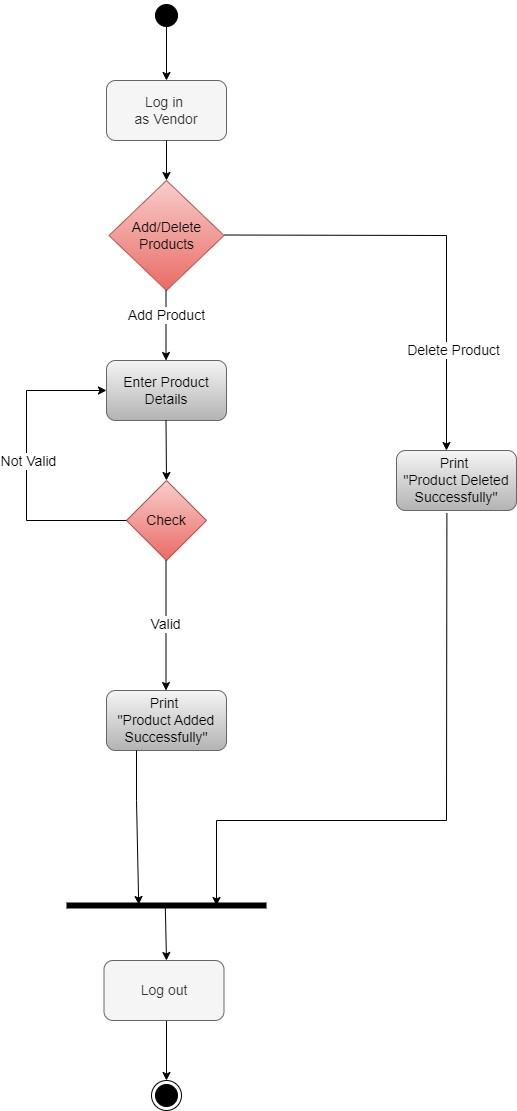 Log in
as Vendor
Add/Delete
Products
Add Product
Delete Product
Enter Product
Details
Not Valid
Print
"Product Deleted
Successfully"
Check
Valid
Print
"Product Added
Successfully"
Log out